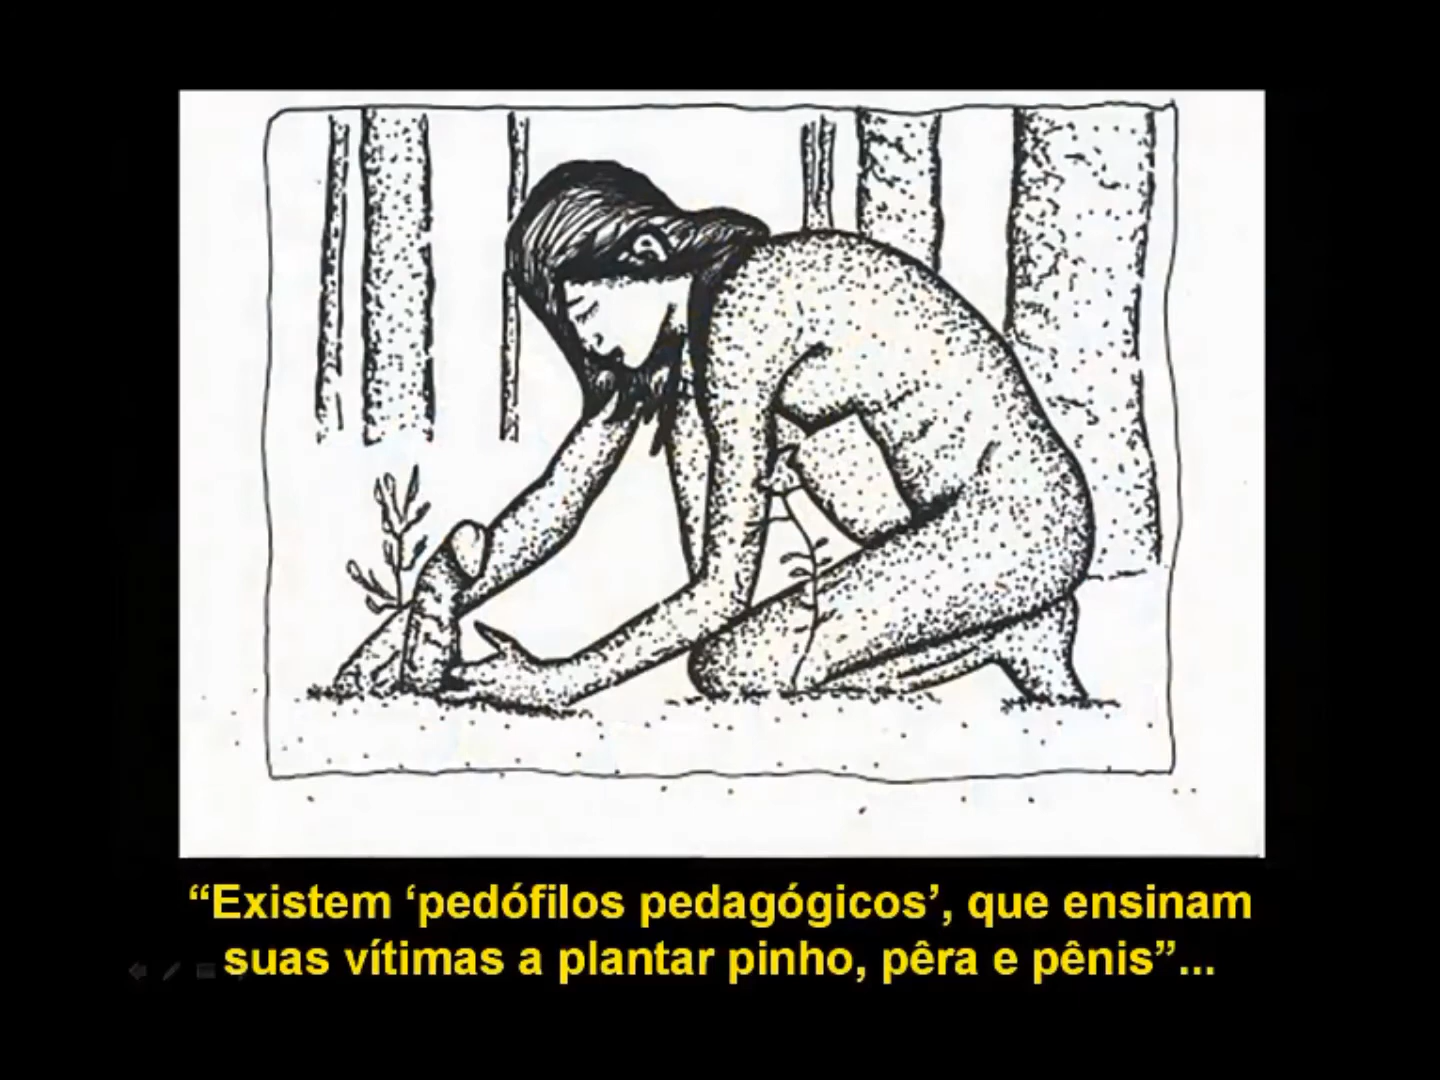 “Existem ‘pedófilos pedagógicos’, que ensinam
suas vítimas a plantar pinho, pêra e pênis”...